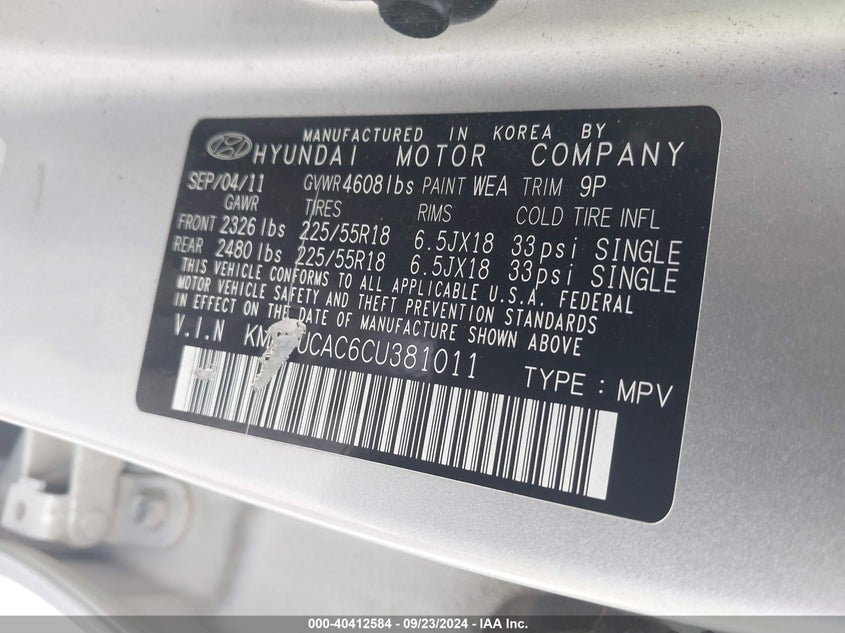 MANUFACTURED IN KOREA BY
HYUNDAI MOTOR COMPANY
SEP/04/11 GVWR 4608lbs PAINT WEA TRIM 9P
GAWR TIRES RIMS COLD TIRE INFL
FRONT 2326 lbs 225/55R18 6.5JX18 33psi SINGLE
REAR 2480 lbs 225/55R18 6.5JX18 33psi SINGLE
THIS VEHICLE CONFORMS TO ALL APPLICABLE U.S.A. FEDERAL
MOTOR VEHICLE SAFETY AND THEFT PREVENTION STANDARDS
IN EFFECT ON THE DATE OF MANUFACTURE SHOWN ABOVE
V.I.N
TYPE : MPV
000-40412584 - 09/23/2024 - IAA Inc.